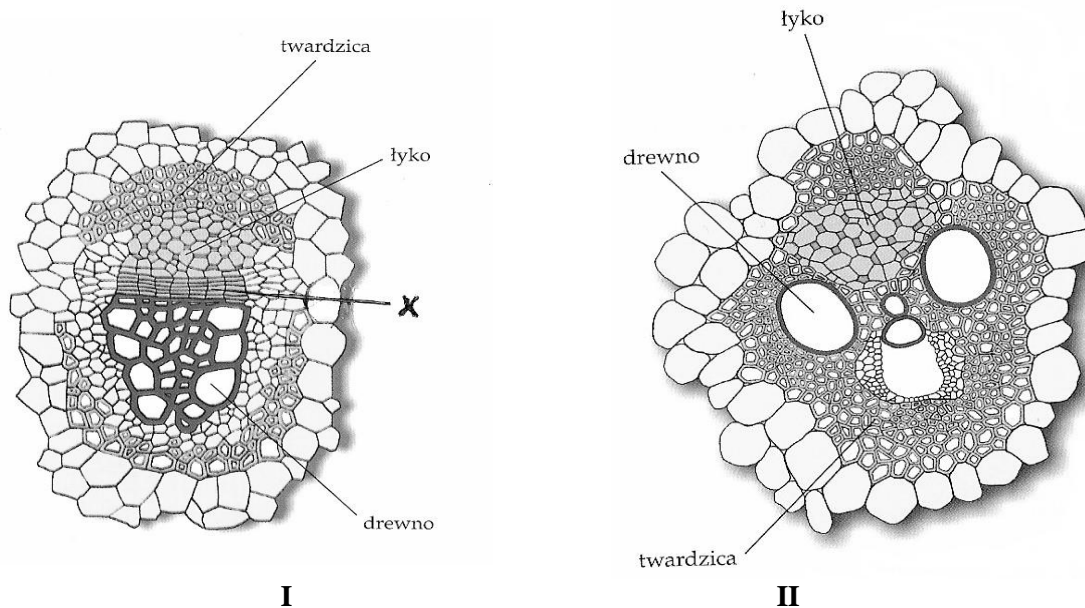 twardzica
łyko
X
drewno
I
łyko
drewno
twardzica
II